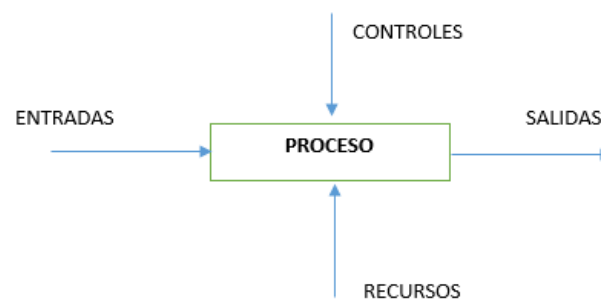 CONTROLES
ENTRADAS
SALIDAS
PROCESO
RECURSOS